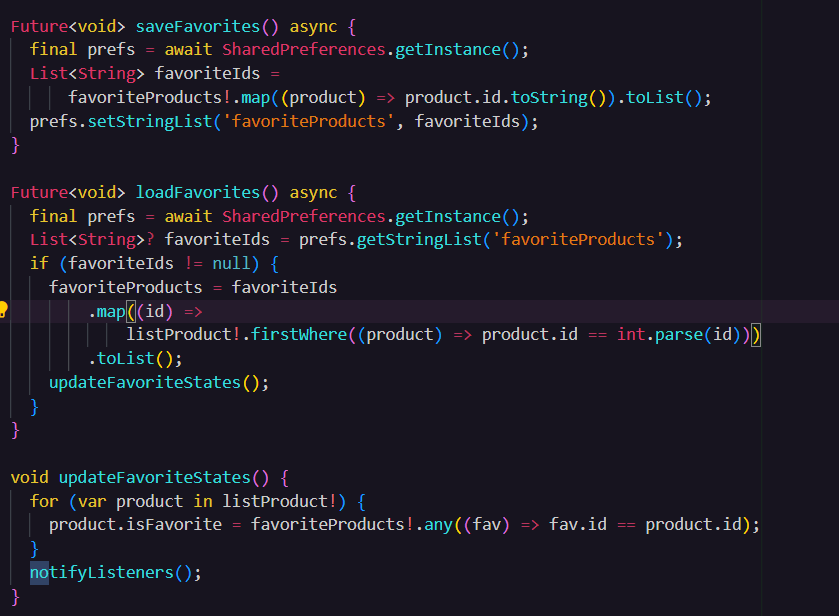 Future<void> saveFavorites() async {
  final prefs = await SharedPreferences.getInstance();
  List<String> favoriteIds =
      favoriteProducts!.map((product) => product.id.toString()).toList();
  prefs.setStringList('favoriteProducts', favoriteIds);
}

Future<void> loadFavorites() async {
  final prefs = await SharedPreferences.getInstance();
  List<String>? favoriteIds = prefs.getStringList('favoriteProducts');
  if (favoriteIds != null) {
    favoriteProducts = favoriteIds
        .map((id) =>
            listProduct!.firstWhere((product) => product.id == int.parse(id)))
        .toList();
    updateFavoriteStates();
  }
}

void updateFavoriteStates() {
  for (var product in listProduct!) {
    product.isFavorite = favoriteProducts!.any((fav) => fav.id == product.id);
  }
  notifyListeners();
}